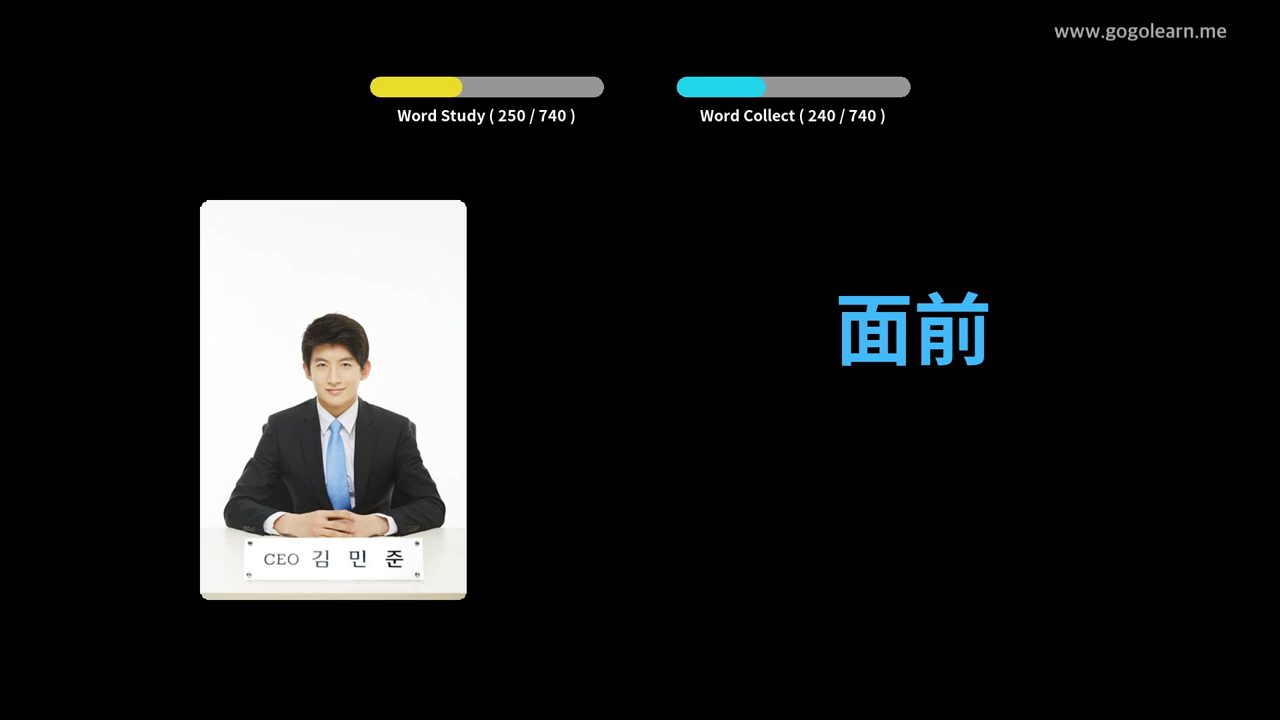 www.gogolearn.me
Word Study ( 250 / 740 )
Word Collect ( 240 / 740 )
面前
CEO 김 민 준